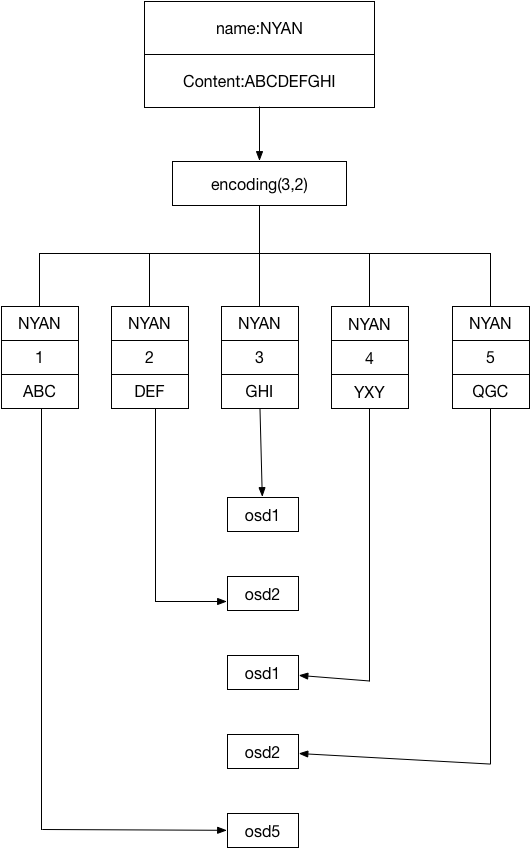 name:NYAN
Content:ABCDEFGHI
encoding(3,2)
NYAN NYAN NYAN NYAN NYAN
1 2 3 4 5
ABC DEF GHI YXY QGC
osd1
osd2
osd1
osd2
osd5